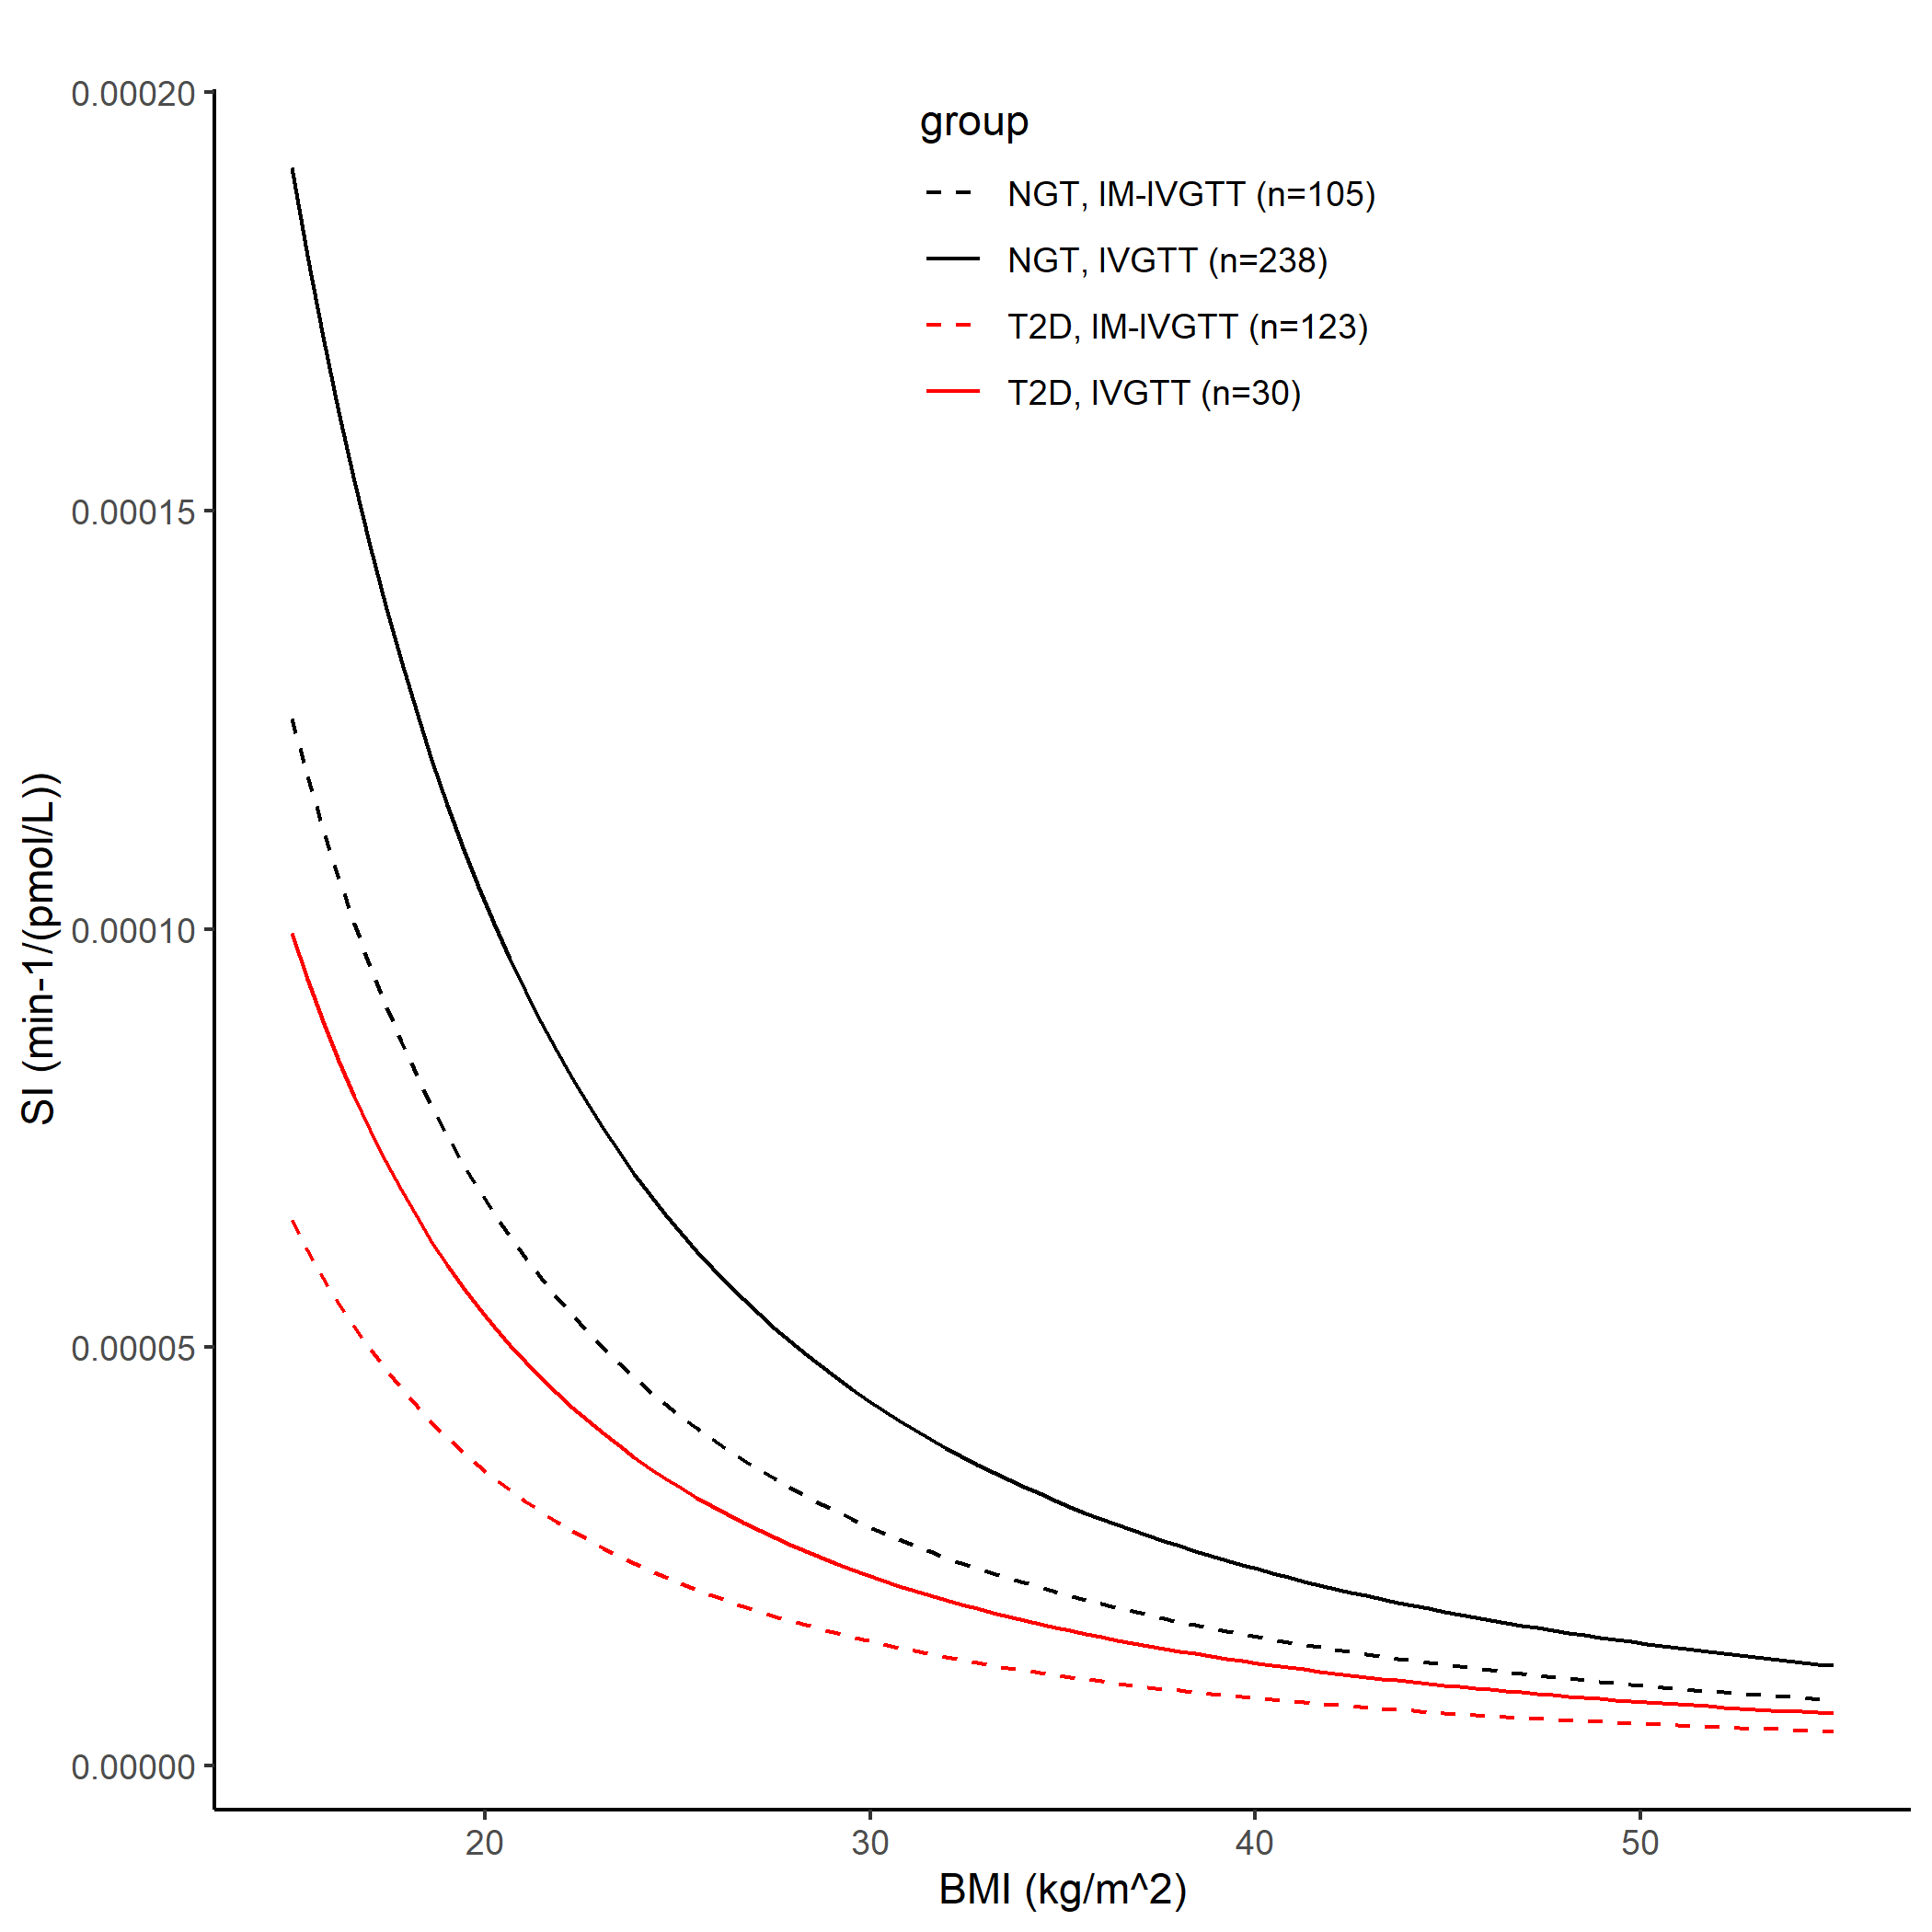 group
NGT, IM-IVGTT (n=105)
NGT, IVGTT (n=238)
T2D, IM-IVGTT (n=123)
T2D, IVGTT (n=30)
SI (min-1/(pmol/L))
0.00020
0.00015
0.00010
0.00005
0.00000
20 30 40 50
BMI (kg/m^2)